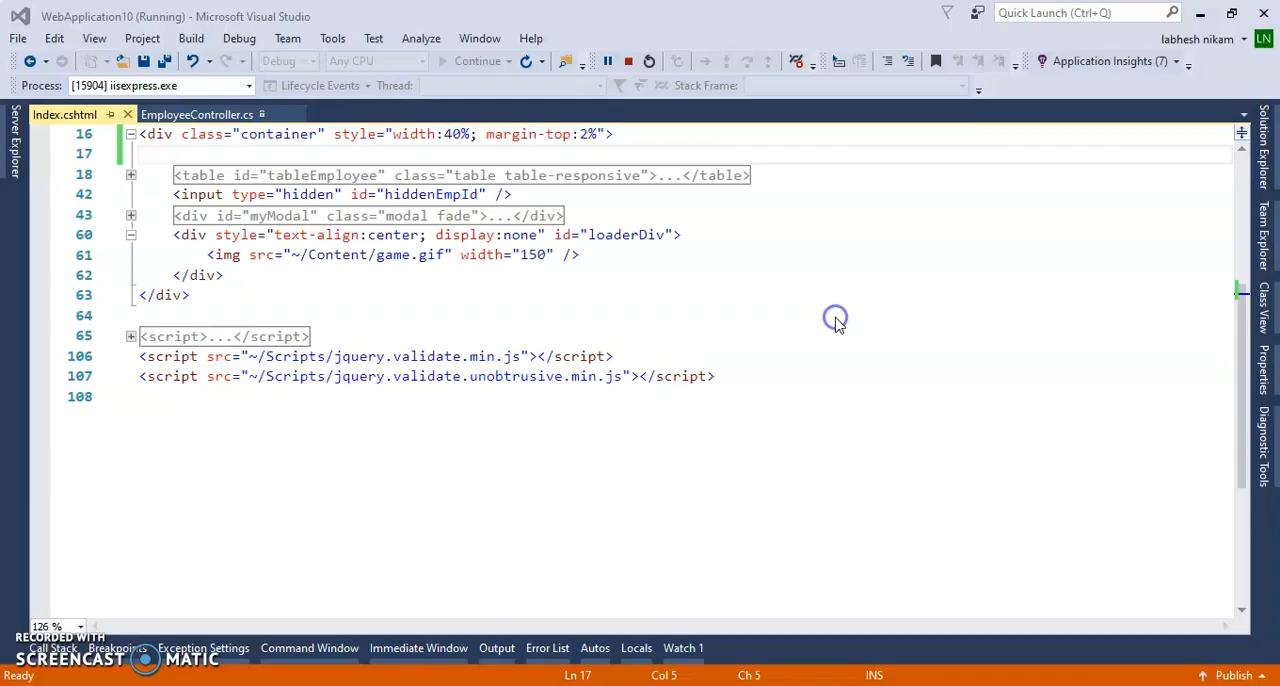 WebApplication10 (Running) - Microsoft Visual Studio
Quick Launch (Ctrl+Q)
File Edit View Project Build Debug Team Tools Test Analyze Window Help
labhesh nikam LN
Debug Any CPU Continue Application Insights (7)
Process: [15904] iisexpress.exe Lifecycle Events Thread: Stack Frame:
Index.cshtml EmployeeController.cs
Server Explorer
16 <div class="container" style="width:40%; margin-top:2%">
17
18 <table id="tableEmployee" class="table table-responsive">...</table>
42 <input type="hidden" id="hiddenEmpId" />
43 <div id="myModal" class="modal fade">...</div>
60 <div style="text-align:center; display:none" id="loaderDiv">
61 <img src="~/Content/game.gif" width="150" />
62 </div>
63 </div>
64
65 <script>...</script>
106 <script src="~/Scripts/jquery.validate.min.js"></script>
107 <script src="~/Scripts/jquery.validate.unobtrusive.min.js"></script>
108
Solution Explorer
Team Explorer
Class View
Properties
Diagnostic Tools
126 %
RECORDED WITH
SCREENCAST MATIC
Call Stack Breakpoints Exception Settings Command Window Immediate Window Output Error List Autos Locals Watch 1
Ready Ln 17 Col 5 Ch 5 INS Publish